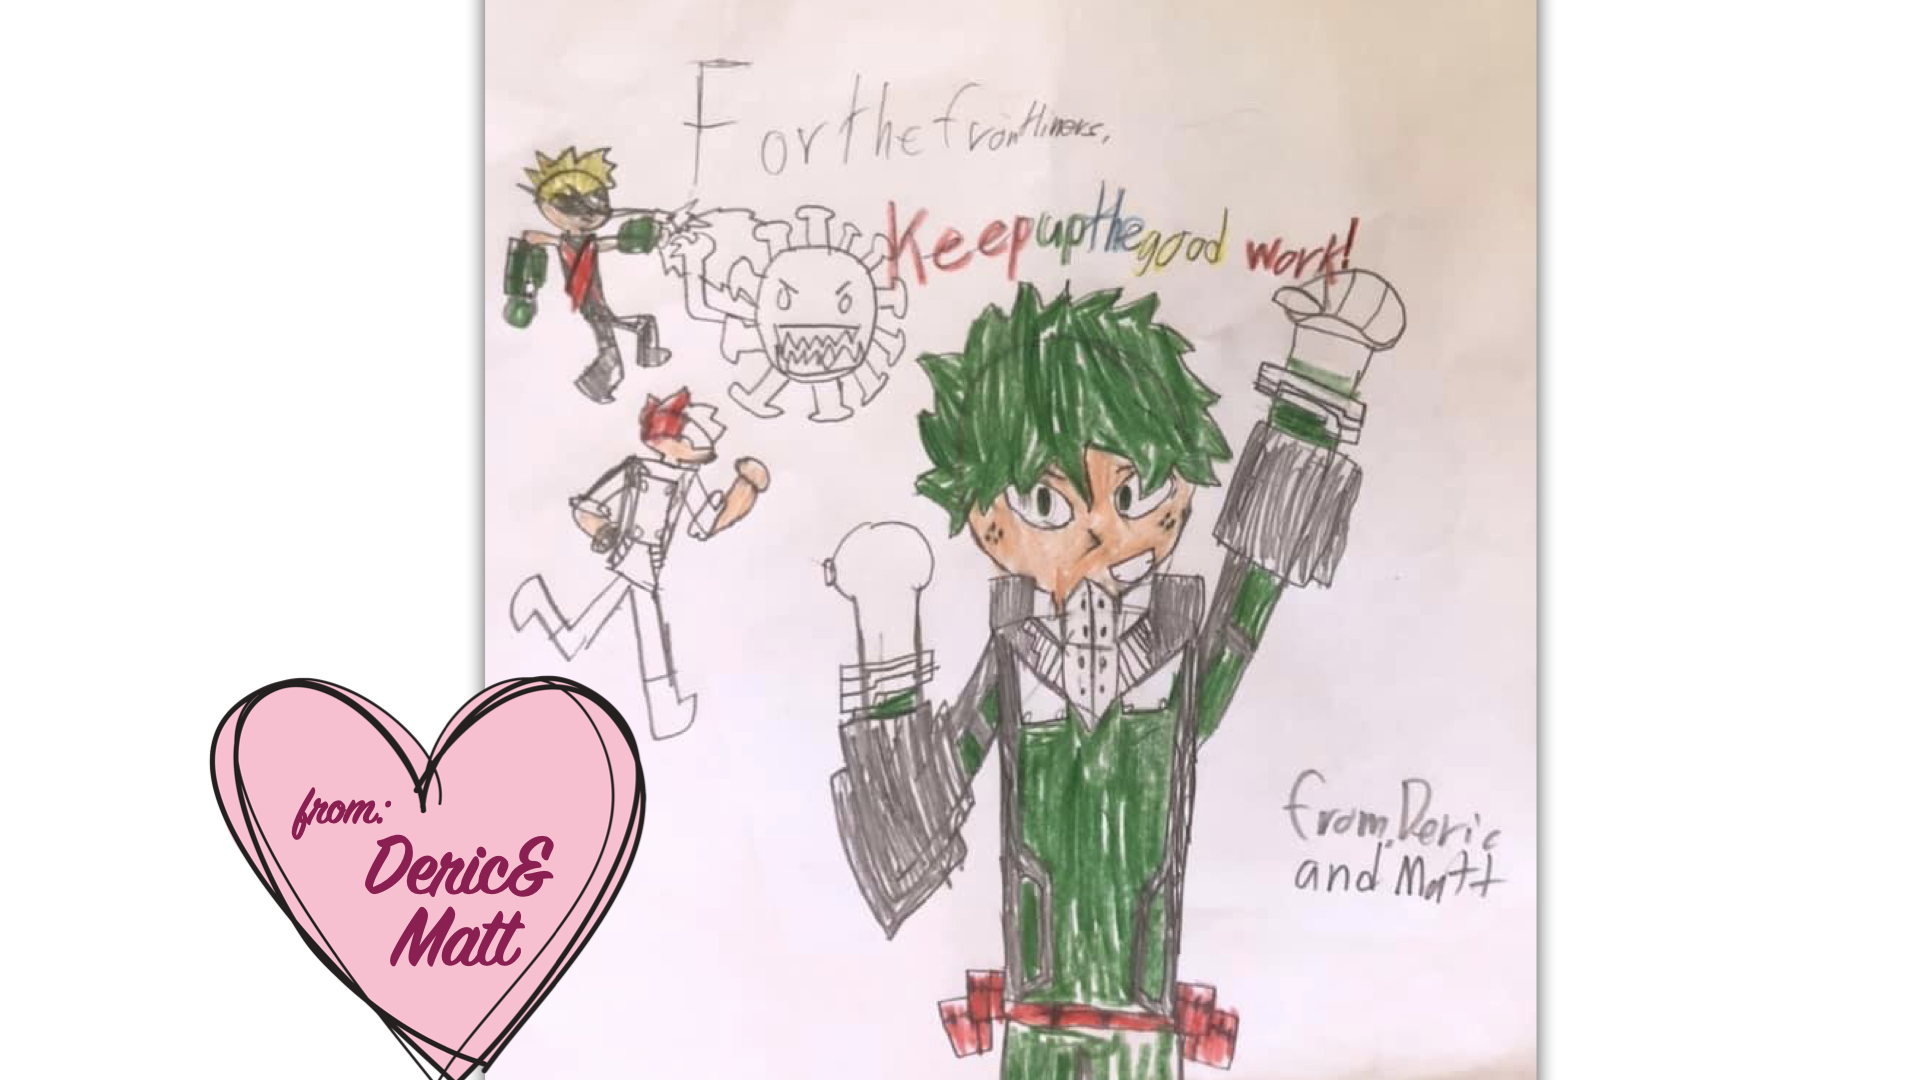 For the frontliners,
Keep up the good work!
from: Deric
and Matt
from:
Deric&
Matt